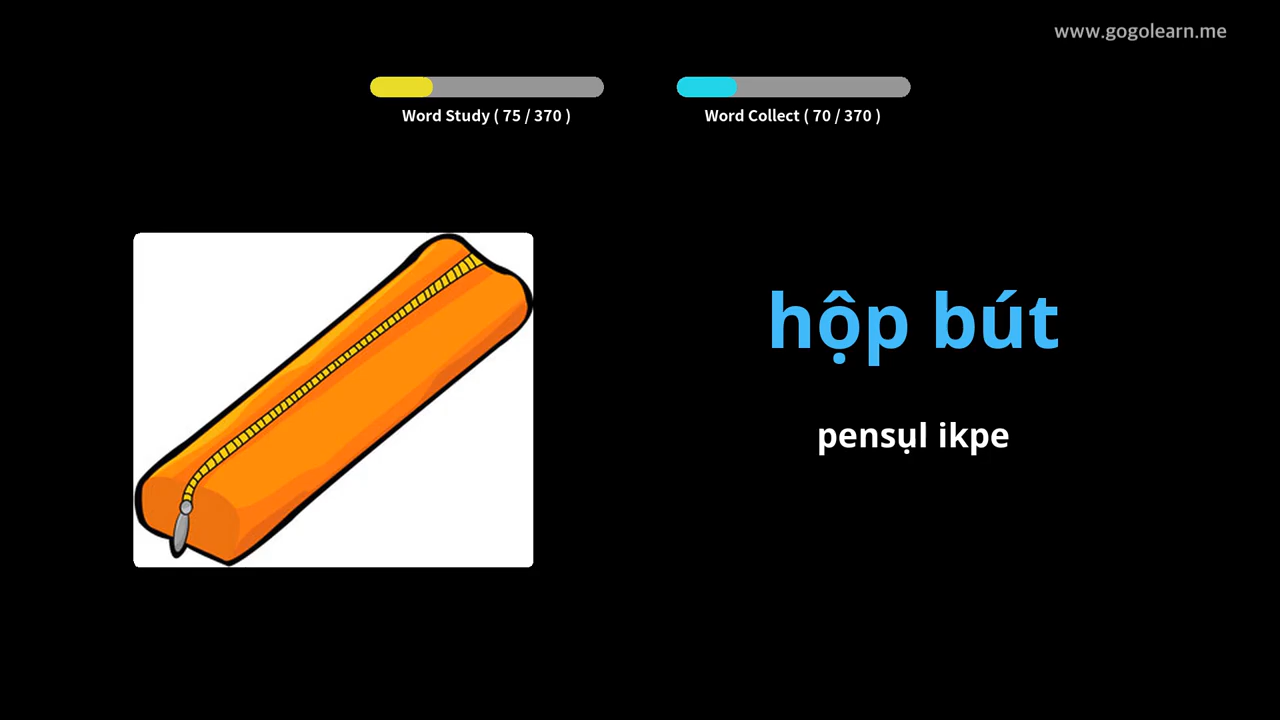 www.gogolearn.me
Word Study ( 75 / 370 )
Word Collect ( 70 / 370 )
hộp bút
pensụl ikpe